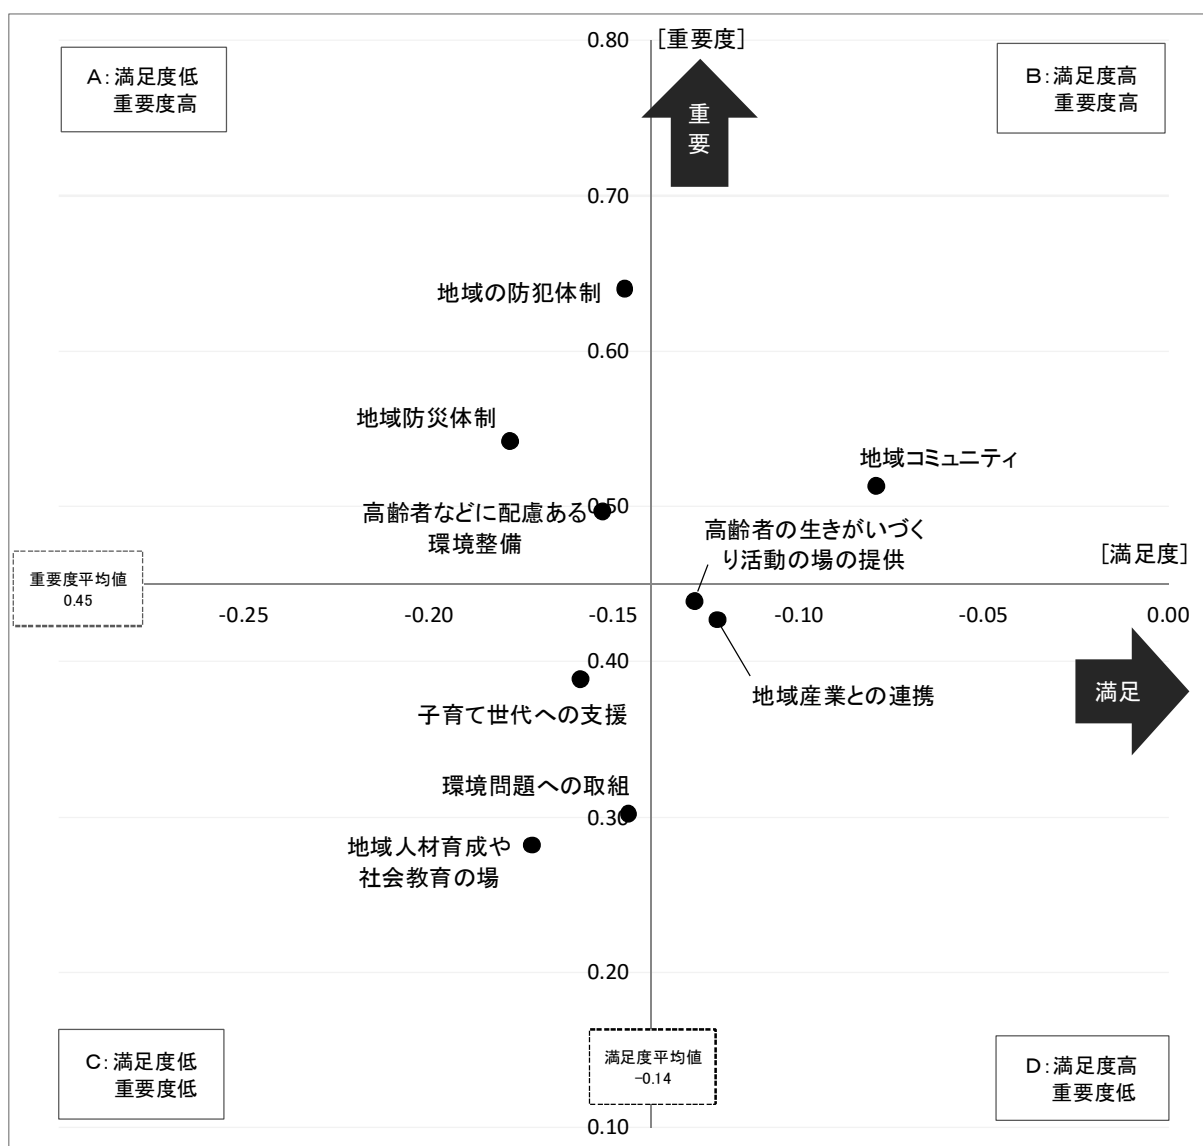 0.80
[重要度]
A:満足度低
重要度高
B:満足度高
重要度高
重
要
0.70
地域の防犯体制
0.60
地域防災体制
地域コミュニティ
0.50
高齢者などに配慮ある
環境整備
高齢者の生きがいづく
り活動の場の提供
[満足度]
重要度平均値
0.45
-0.25
-0.20
-0.15
-0.10
-0.05
0.00
0.40
満足
地域産業との連携
子育て世代への支援
環境問題への取組
0.30
地域人材育成や
社会教育の場
0.20
C:満足度低
重要度低
満足度平均値
-0.14
D:満足度高
重要度低
0.10